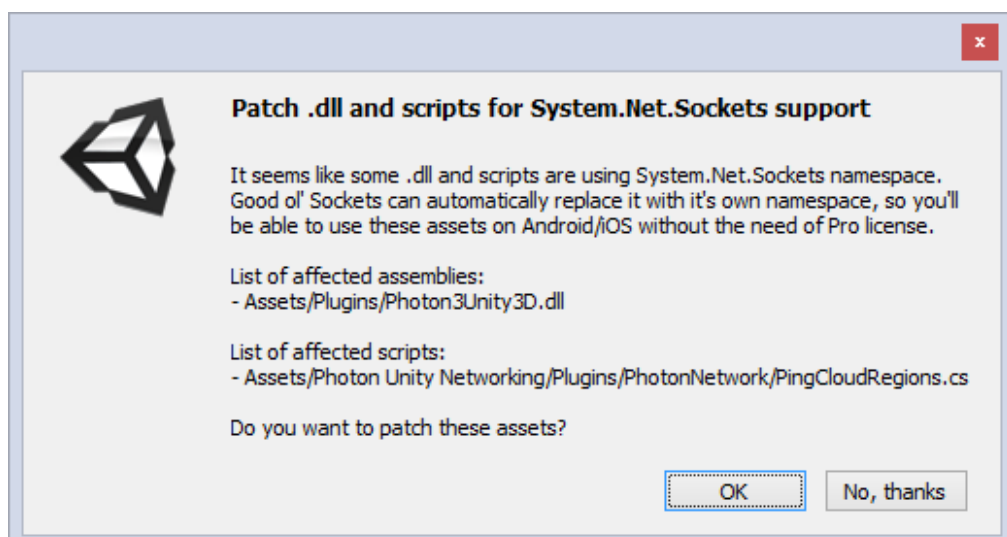 x
Patch .dll and scripts for System.Net.Sockets support
It seems like some .dll and scripts are using System.Net.Sockets namespace.
Good ol' Sockets can automatically replace it with it's own namespace, so you'll
be able to use these assets on Android/iOS without the need of Pro license.
List of affected assemblies:
- Assets/Plugins/Photon3Unity3D.dll
List of affected scripts:
- Assets/Photon Unity Networking/Plugins/PhotonNetwork/PingCloudRegions.cs
Do you want to patch these assets?
OK
No, thanks